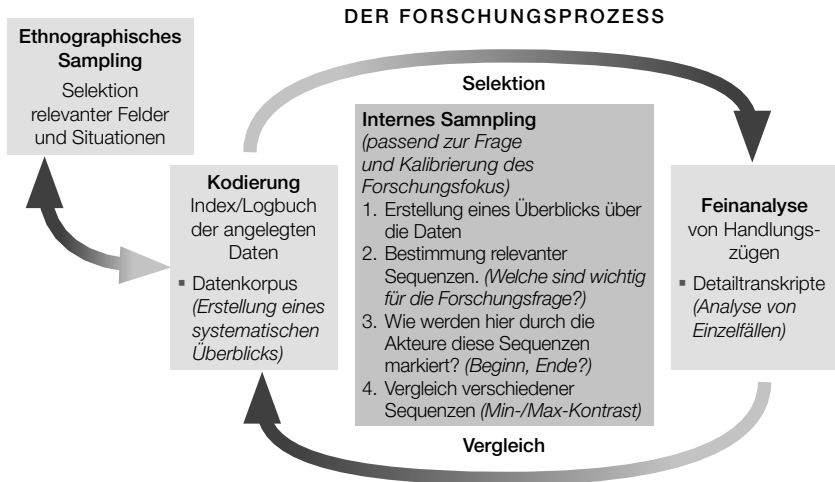 DER FORSCHUNGSPROZESS
Ethnographisches
Sampling
Selektion
relevanter Felder
und Situationen
Selektion
Kodierung
Index/Logbuch
der angelegten
Daten
▪ Datenkorpus
(Erstellung eines
systematischen
Überblicks)
Internes Samnpling
(passend zur Frage
und Kalibrierung des
Forschungsfokus)
1. Erstellung eines Überblicks über
die Daten
2. Bestimmung relevanter
Sequenzen. (Welche sind wichtig
für die Forschungsfrage?)
3. Wie werden hier durch die
Akteure diese Sequenzen
markiert? (Beginn, Ende?)
4. Vergleich verschiedener
Sequenzen (Min-/Max-Kontrast)
Feinanalyse
von Handlungs-
zügen
▪ Detailtranskripte
(Analyse von
Einzelfällen)
Vergleich